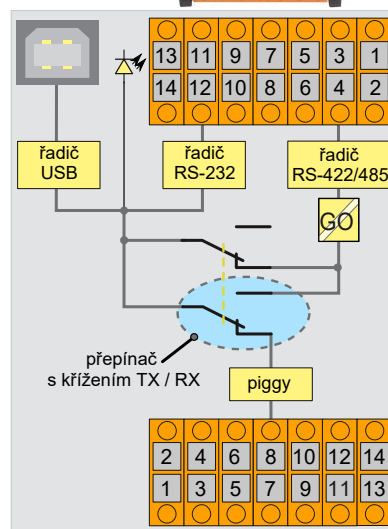 13 11 9 7 5 3 1
14 12 10 8 6 4 2
řadič
USB
řadič
RS-232
řadič
RS-422/485
GO
přepínač
s křížením TX / RX
piggy
2 4 6 8 10 12 14
1 3 5 7 9 11 13